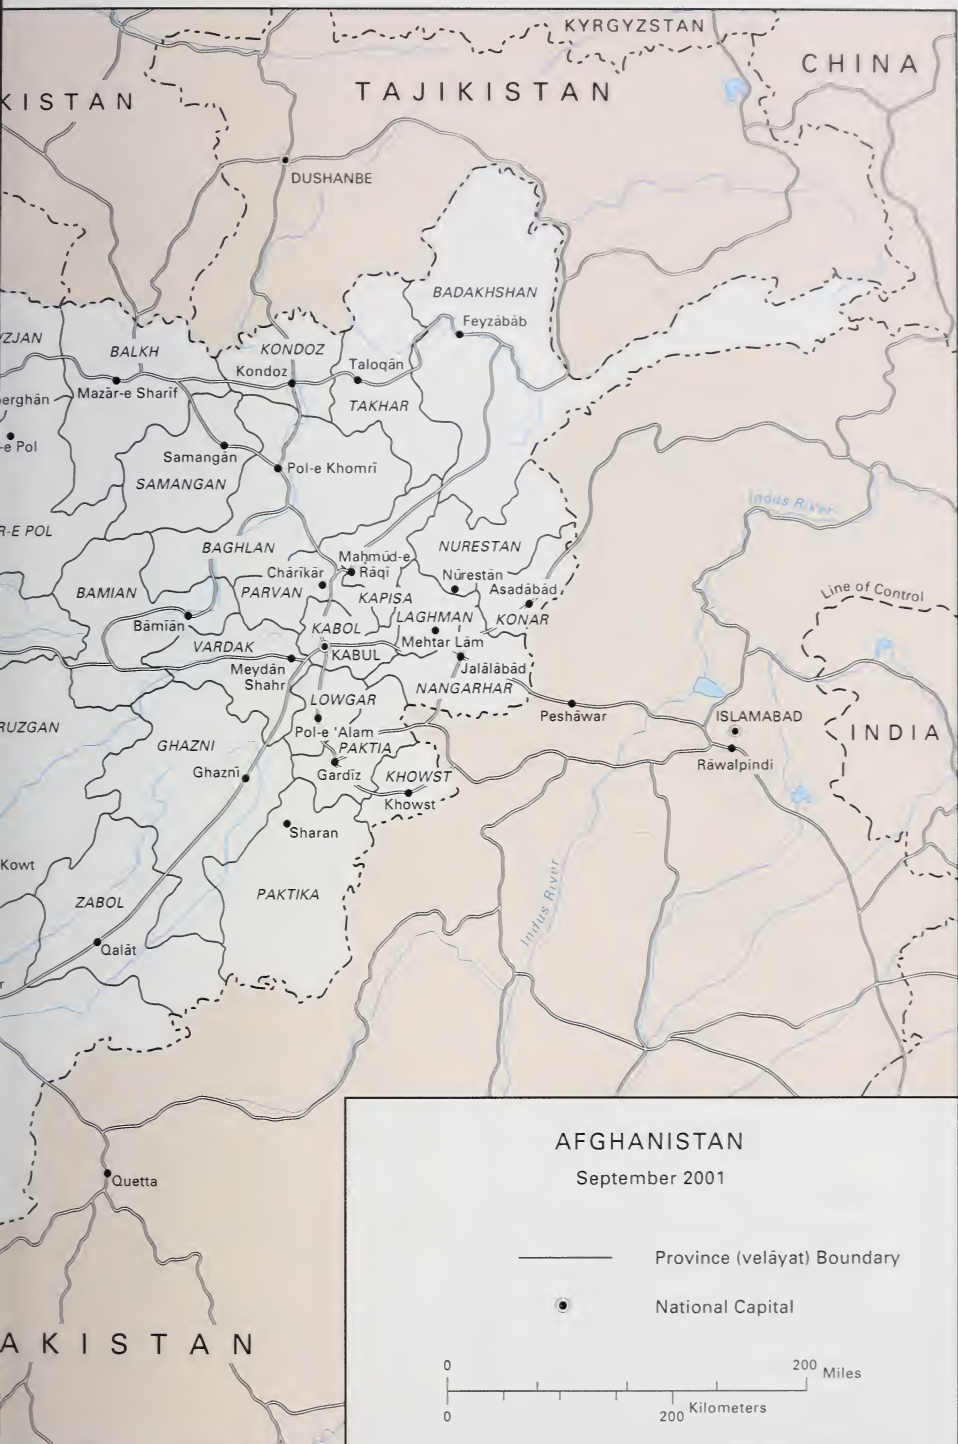 KYRGYZSTAN
CHINA
TAJIKISTAN
KISTAN
DUSHANBE
BADAKHSHAN
Feyzābāb
ZJAN
BALKH
KONDOZ
Taloqān
Kondoz
Mazār-e Sharīf
TAKHAR
erghān
-e Pol
Samangān
Pol-e Khomrī
SAMANGAN
Indus River
R-E POL
BAGHLAN
NURESTAN
Maḩmūd-e
Rāqī
Chārīkār
Nūrestān
Asadābād
BAMIAN
PARVAN
KAPISA
Line of Control
Bāmīān
KABOL
LAGHMAN
KONAR
VARDAK
KABUL
Mehtar Lām
Meydān
Shahr
Jalālābād
NANGARHAR
LOWGAR
Peshāwar
ISLAMABAD
RUZGAN
GHAZNI
Pol-e 'Alam
PAKTIA
INDIA
Ghaznī
Gardīz
KHOWST
Rāwalpindi
Khowst
Sharan
Kowt
ZABOL
PAKTIKA
Indus River
Qalāt
r
AFGHANISTAN
September 2001
Quetta
Province (velāyat) Boundary
National Capital
AKISTAN
0
200 Miles
0
200 Kilometers